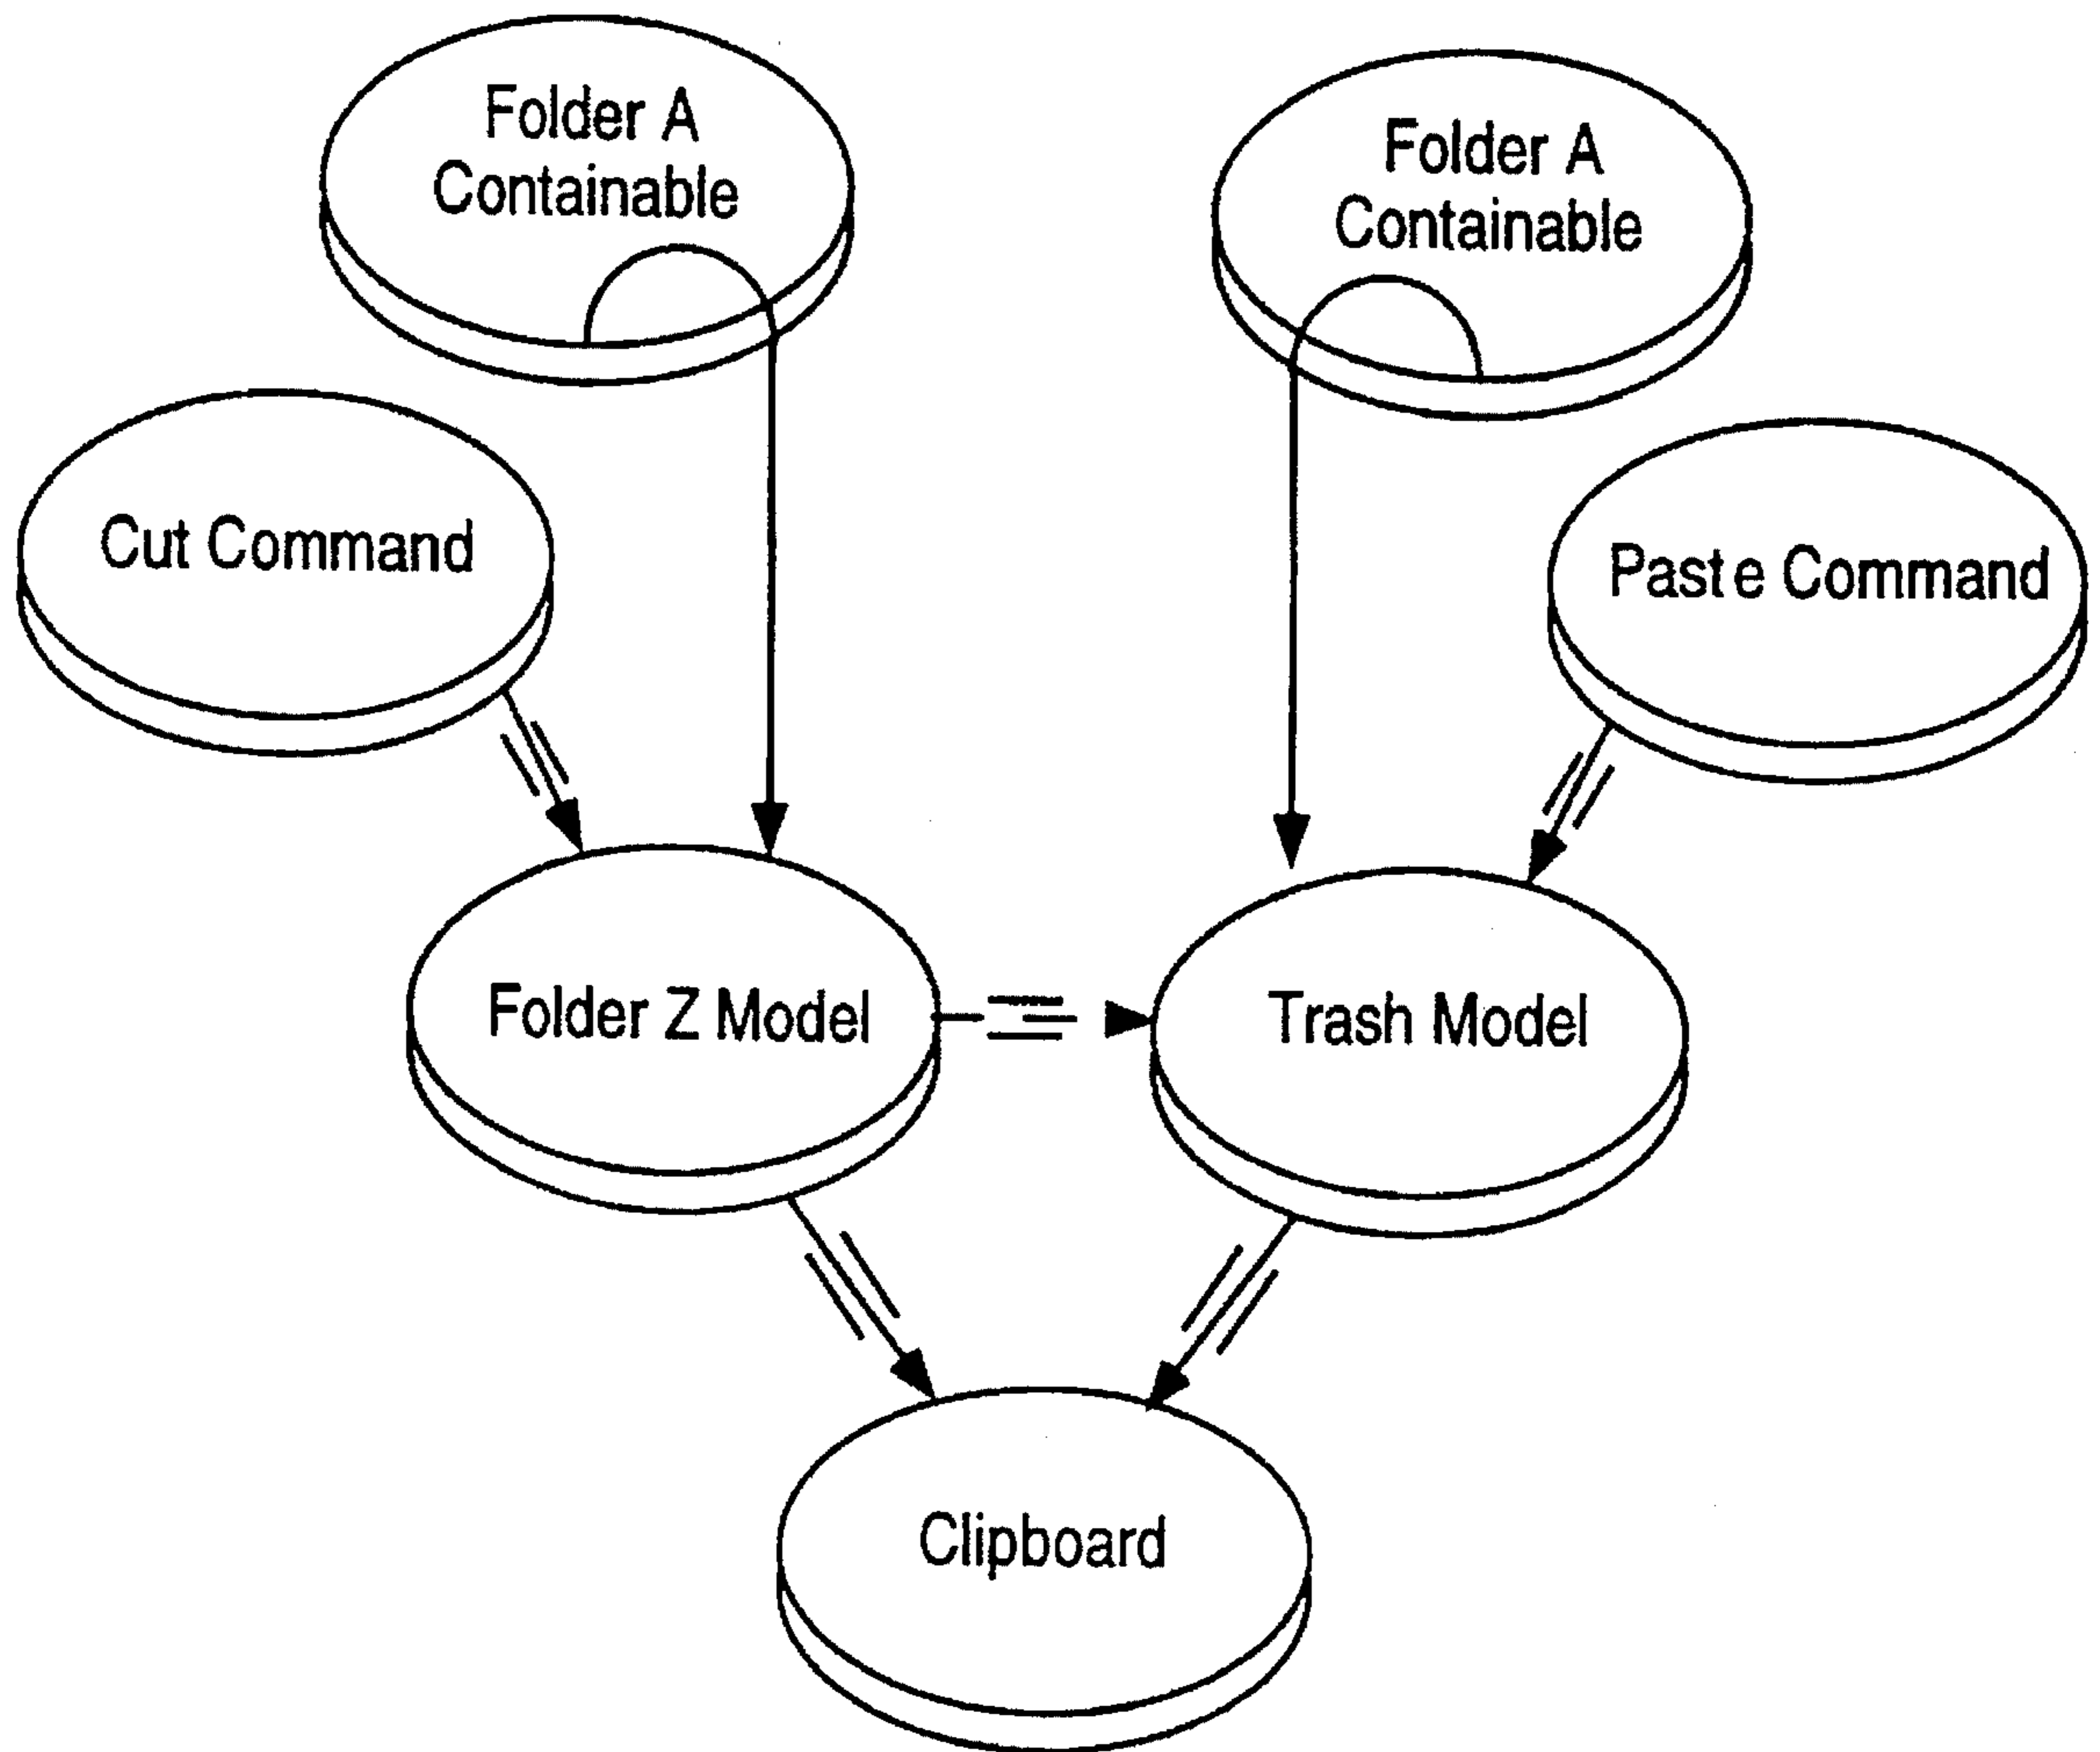 Folder A
Containable
Folder A
Containable
Cut Command
Paste Command
Folder Z Model
Trash Model
Clipboard